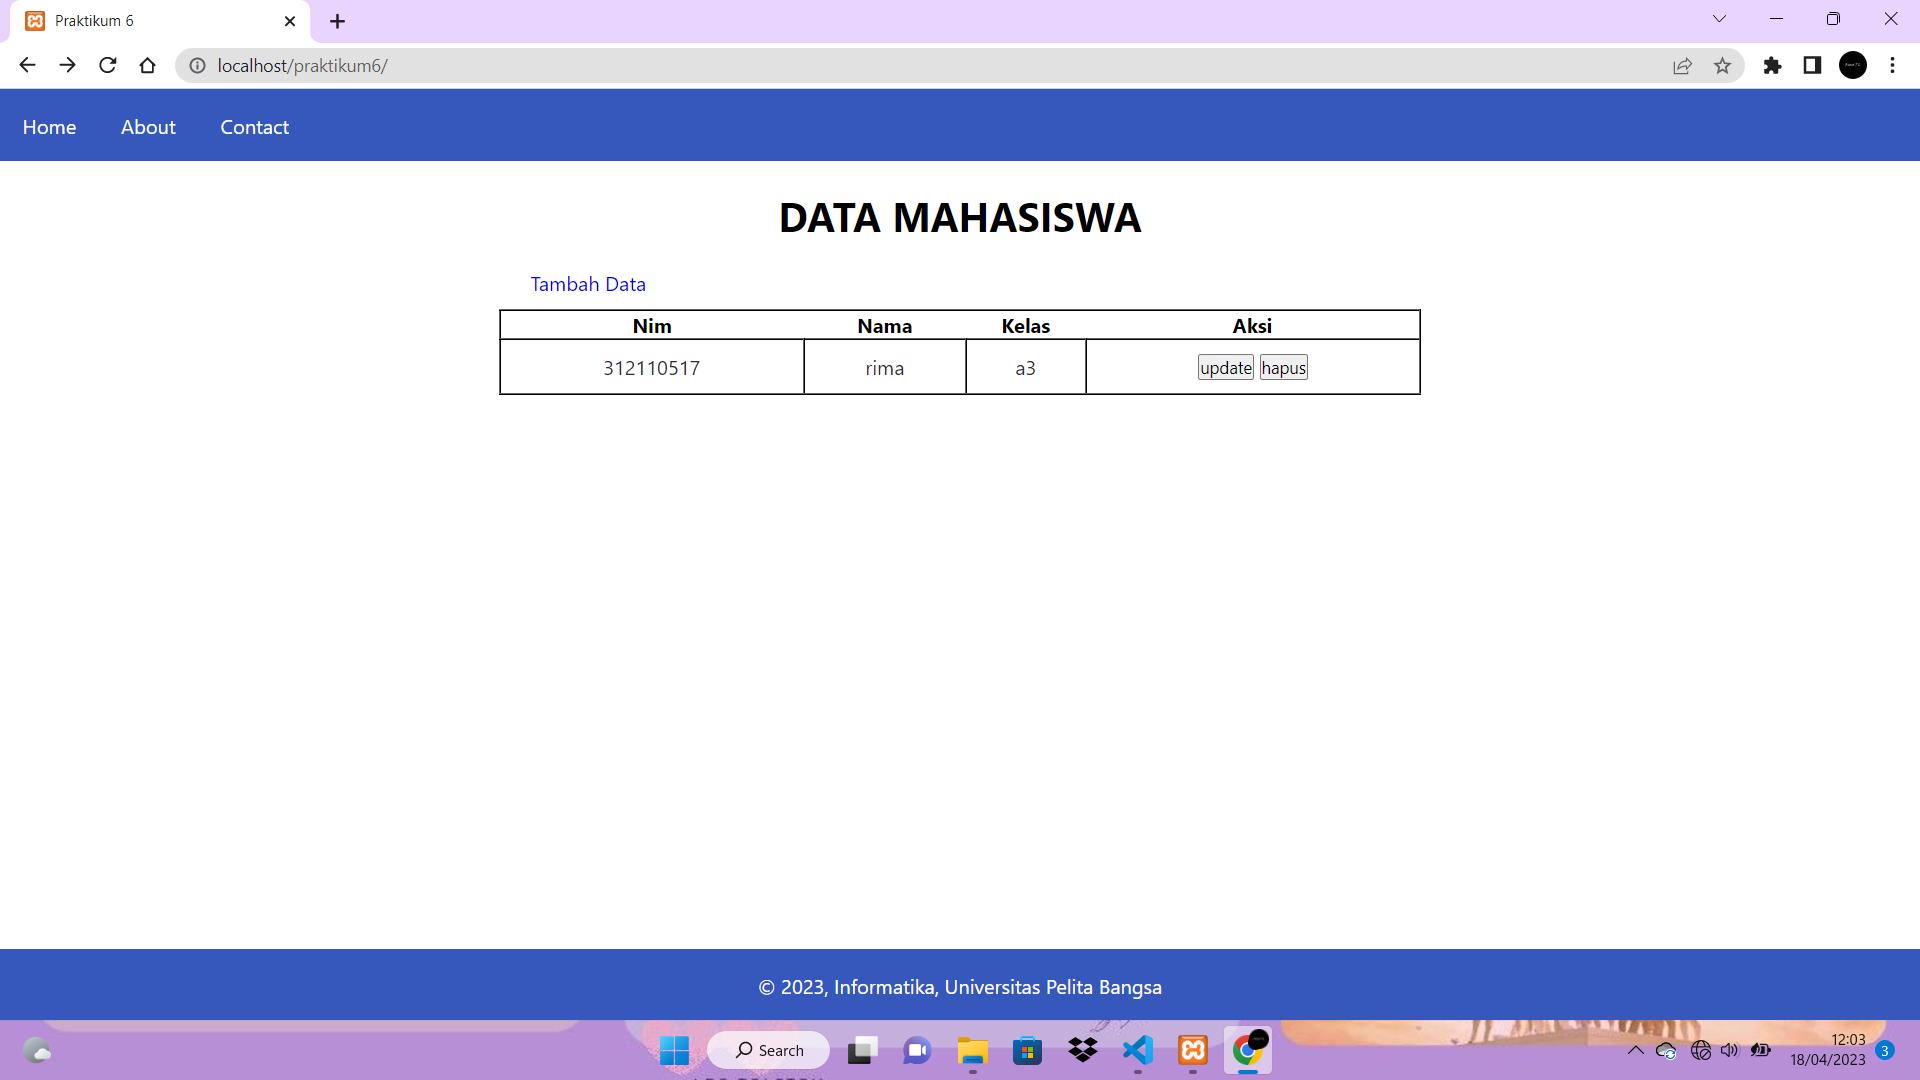 Praktikum 6
localhost/praktikum6/
Home About Contact
DATA MAHASISWA
Tambah Data
Nim Nama Kelas Aksi
312110517 rima a3 update hapus
© 2023, Informatika, Universitas Pelita Bangsa
Search
12:03
18/04/2023
3